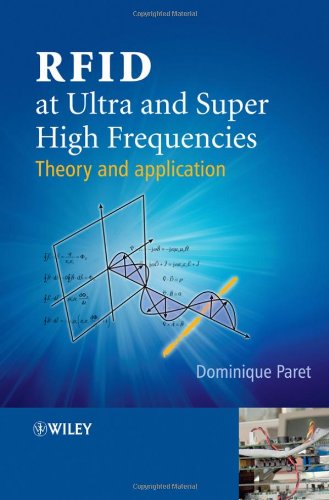 RFID
at Ultra and Super
High Frequencies
Theory and application
Dominique Paret
WILEY